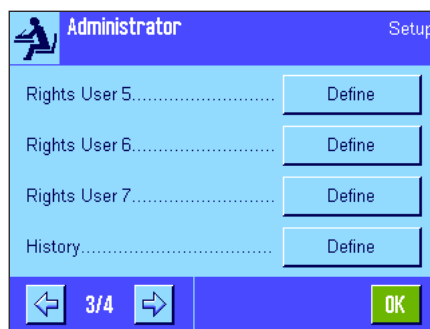 Administrator Setup
Rights User 5.......................... Define
Rights User 6.......................... Define
Rights User 7.......................... Define
History................................... Define
3/4 OK